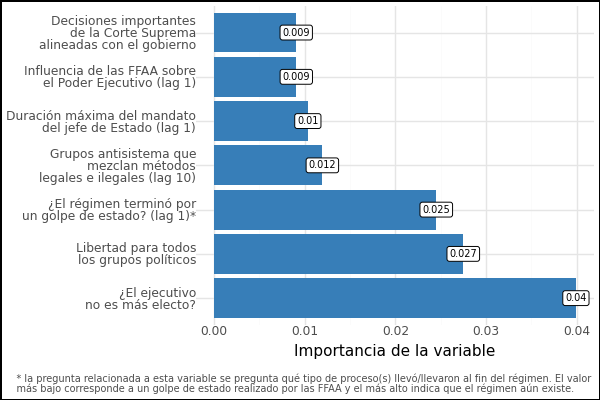 Decisiones importantes
de la Corte Suprema
alineadas con el gobierno
0.009
Influencia de las FFAA sobre
el Poder Ejecutivo (lag 1)
0.009
Duración máxima del mandato
del jefe de Estado (lag 1)
0.01
Grupos antisistema que
mezclan métodos
legales e ilegales (lag 10)
0.012
¿El régimen terminó por
un golpe de estado? (lag 1)*
0.025
Libertad para todos
los grupos políticos
0.027
¿El ejecutivo
no es más electo?
0.04
0.00 0.01 0.02 0.03 0.04
Importancia de la variable
* la pregunta relacionada a esta variable se pregunta qué tipo de proceso(s) llevó/llevaron al fin del régimen. El valor
más bajo corresponde a un golpe de estado realizado por las FFAA y el más alto indica que el régimen aún existe.